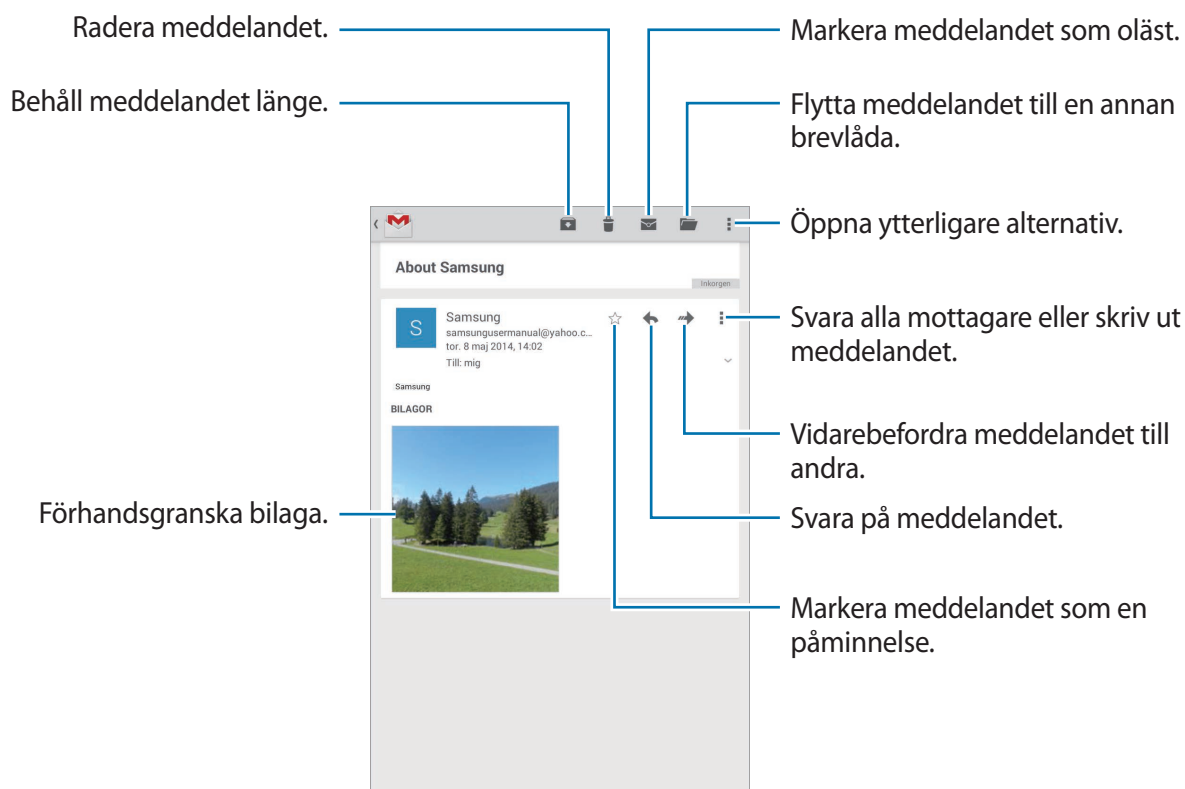 Radera meddelandet.
Behåll meddelandet länge.
Markera meddelandet som oläst.
Flytta meddelandet till en annan
brevlåda.
Öppna ytterligare alternativ.
About Samsung
Inkorgen
S
Samsung
samsungusermanual@yahoo.c...
tor. 8 maj 2014, 14:02
Till: mig
Samsung
BILAGOR
Svara alla mottagare eller skriv ut
meddelandet.
Vidarebefordra meddelandet till
andra.
Förhandsgranska bilaga.
Svara på meddelandet.
Markera meddelandet som en
påminnelse.